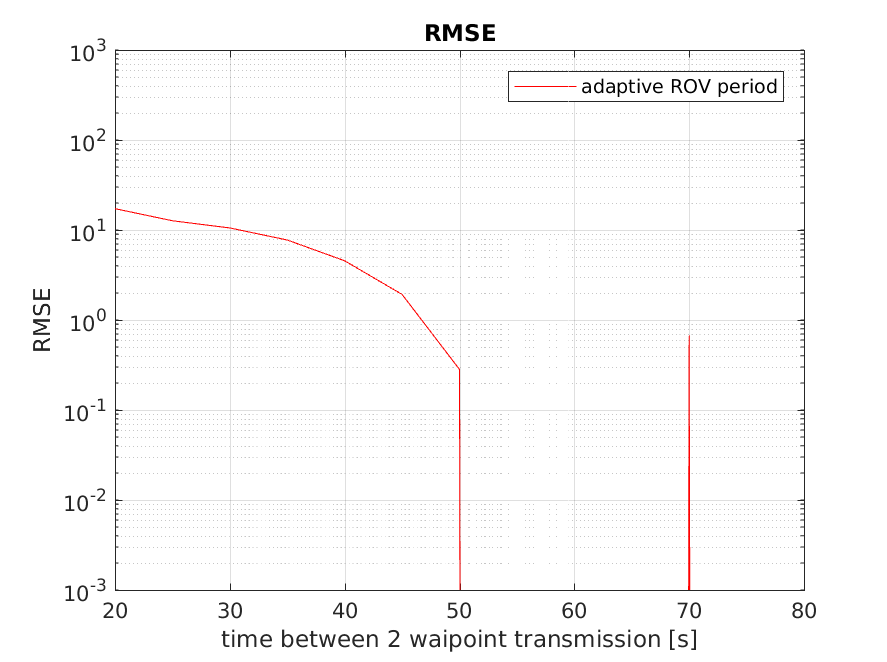 RMSE
10^3
adaptive ROV period
10^2
10^1
RMSE
10^0
10^-1
10^-2
10^-3
20 30 40 50 60 70 80
time between 2 waipoint transmission [s]